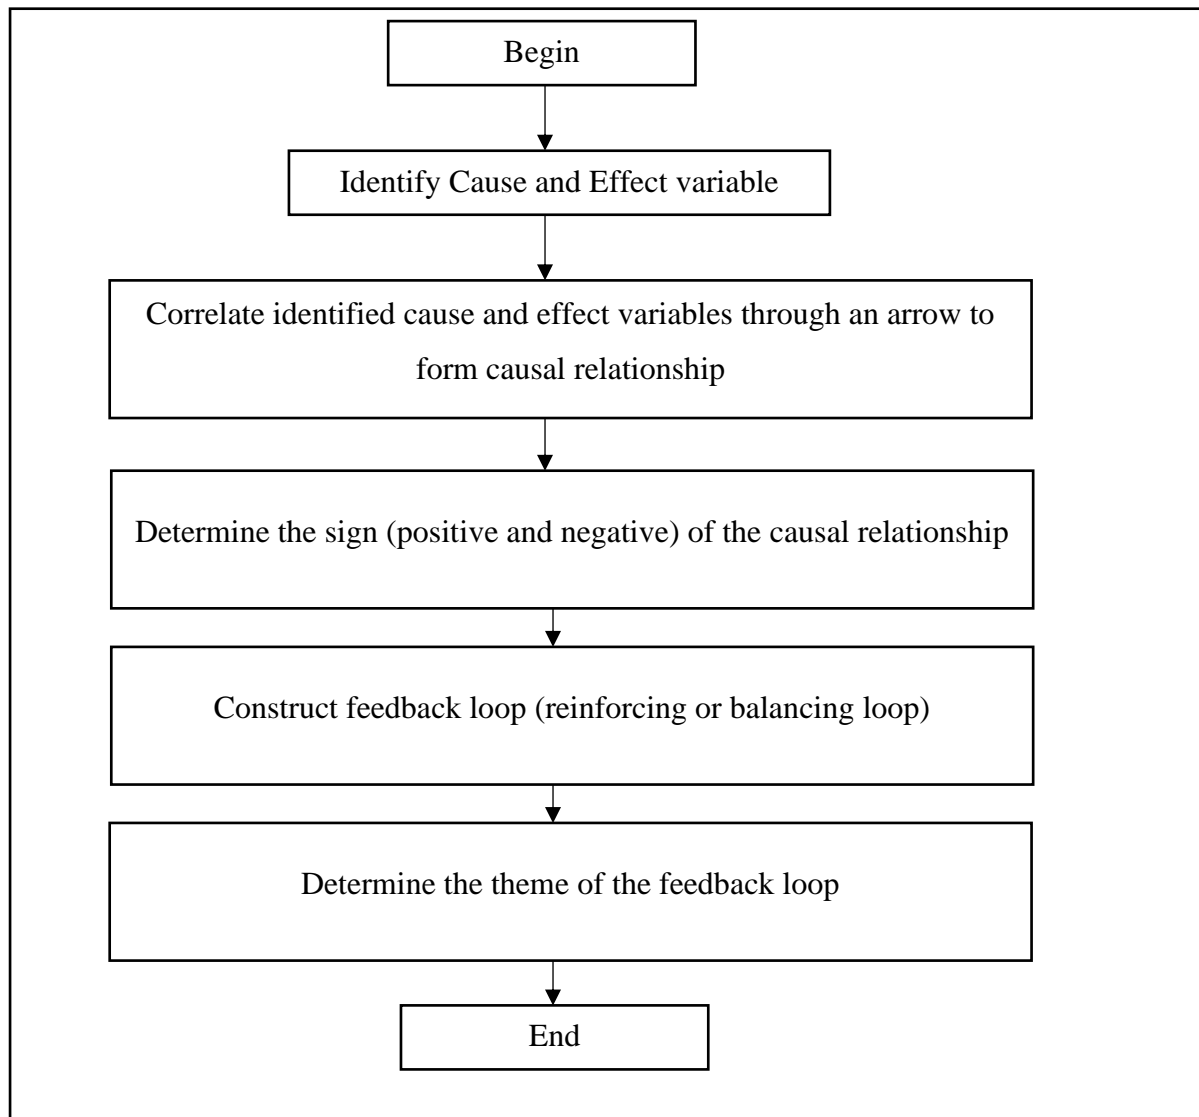 Begin
Identify Cause and Effect variable
Correlate identified cause and effect variables through an arrow to
form causal relationship
Determine the sign (positive and negative) of the causal relationship
Construct feedback loop (reinforcing or balancing loop)
Determine the theme of the feedback loop
End